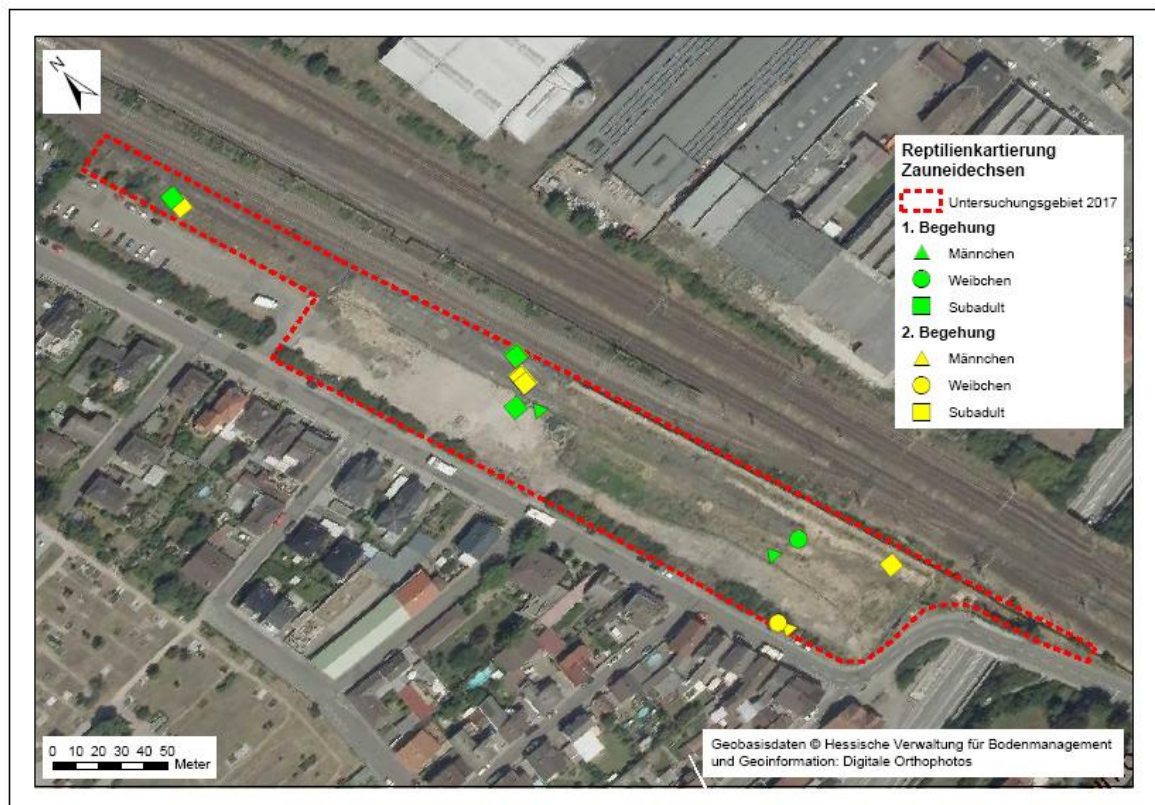 N
Reptilienkartierung
Zauneidechsen
Untersuchungsgebiet 2017
1. Begehung
Männchen
Weibchen
Subadult
2. Begehung
Männchen
Weibchen
Subadult
0 10 20 30 40 50
Meter
Geobasisdaten © Hessische Verwaltung für Bodenmanagement
und Geoinformation: Digitale Orthophotos